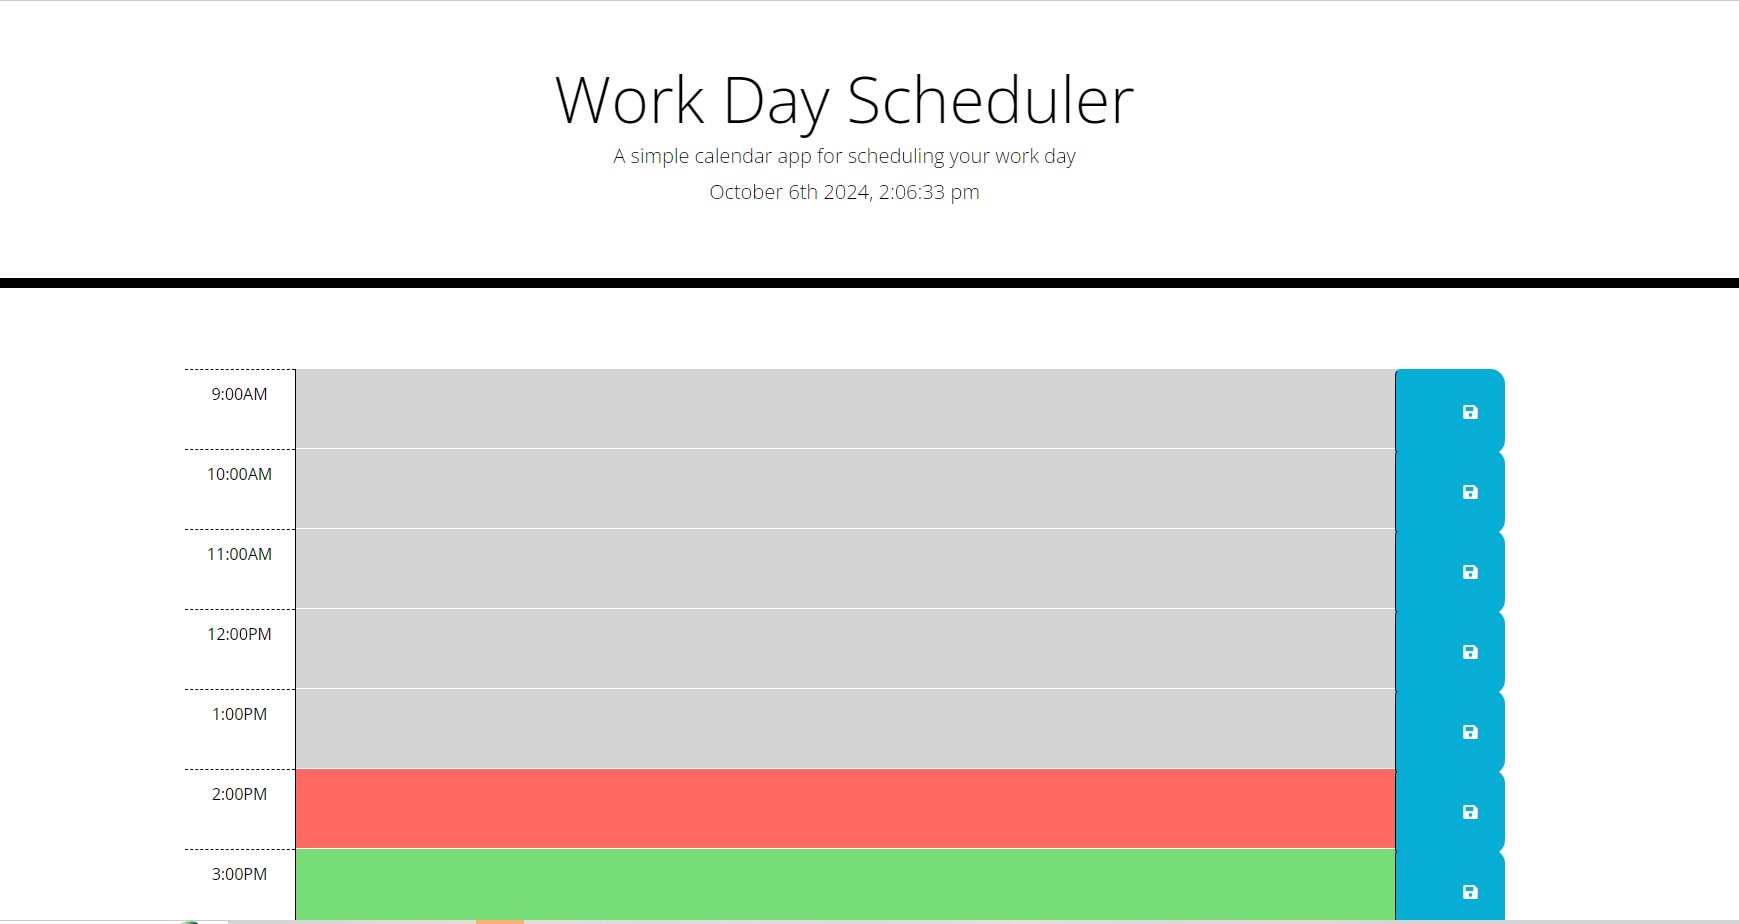 Work Day Scheduler
A simple calendar app for scheduling your work day
October 6th 2024, 2:06:33 pm
9:00AM
10:00AM
11:00AM
12:00PM
1:00PM
2:00PM
3:00PM